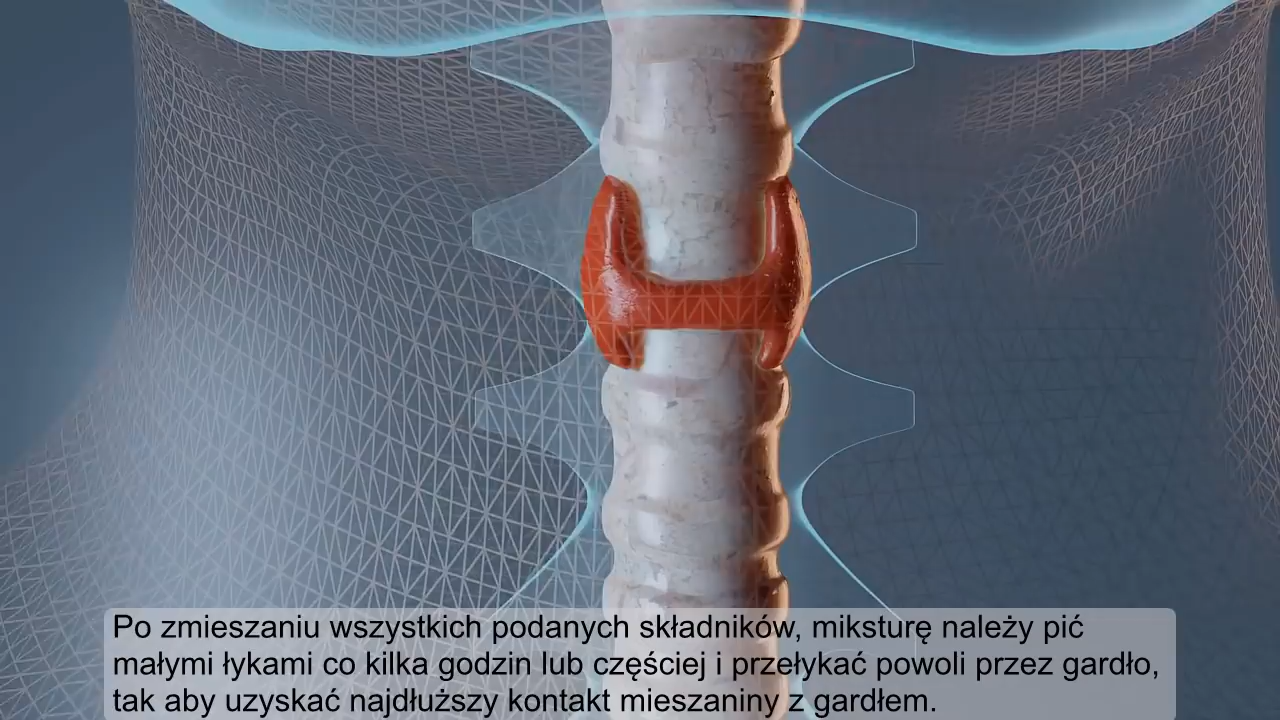 Po zmieszaniu wszystkich podanych składników, miksturę należy pić
małymi łykami co kilka godzin lub częściej i przełykać powoli przez gardło,
tak aby uzyskać najdłuższy kontakt mieszaniny z gardłem.